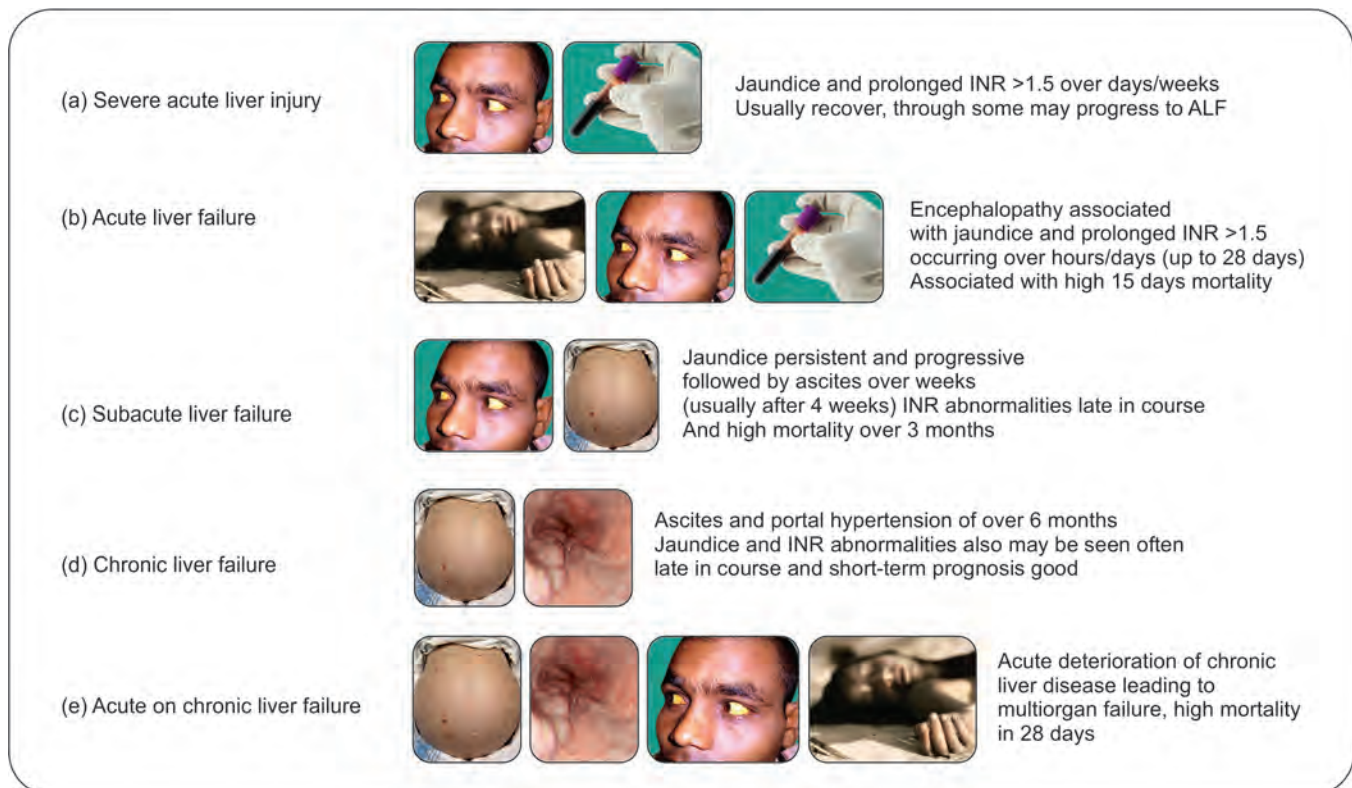 (a) Severe acute liver injury
Jaundice and prolonged INR >1.5 over days/weeks
Usually recover, through some may progress to ALF
(b) Acute liver failure
Encephalopathy associated
with jaundice and prolonged INR >1.5
occurring over hours/days (up to 28 days)
Associated with high 15 days mortality
(c) Subacute liver failure
Jaundice persistent and progressive
followed by ascites over weeks
(usually after 4 weeks) INR abnormalities late in course
And high mortality over 3 months
(d) Chronic liver failure
Ascites and portal hypertension of over 6 months
Jaundice and INR abnormalities also may be seen often
late in course and short-term prognosis good
(e) Acute on chronic liver failure
Acute deterioration of chronic
liver disease leading to
multiorgan failure, high mortality
in 28 days